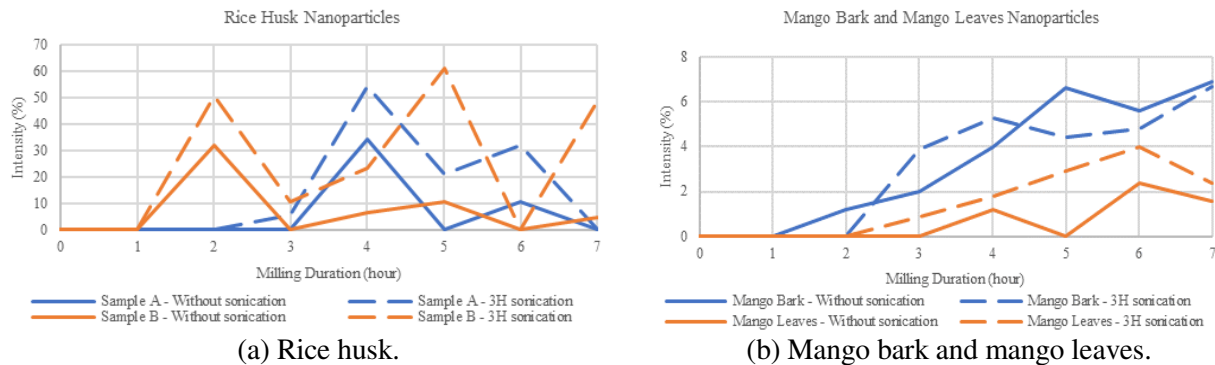 Rice Husk Nanoparticles
70
60
50
40
30
20
10
0
Intensity (%)
0 1 2 3 4 5 6 7
Milling Duration (hour)
Sample A - Without sonication Sample A - 3H sonication
Sample B - Without sonication Sample B - 3H sonication
(a) Rice husk.
Mango Bark and Mango Leaves Nanoparticles
8
6
4
2
0
Intensity (%)
0 1 2 3 4 5 6 7
Milling Duration (hour)
Mango Bark - Without sonication Mango Bark - 3H sonication
Mango Leaves - Without sonication Mango Leaves - 3H sonication
(b) Mango bark and mango leaves.